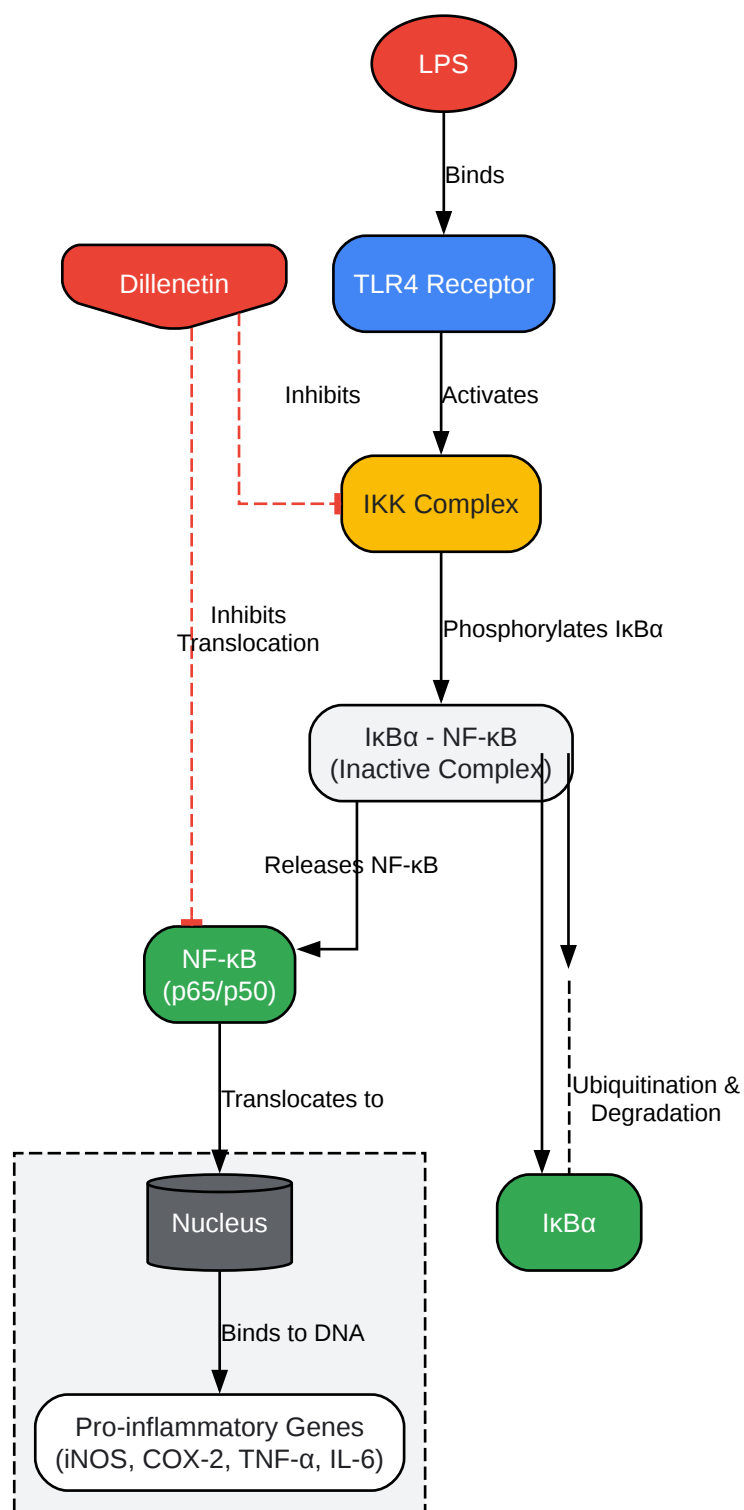 LPS
Binds
Dillenetin
TLR4 Receptor
Inhibits
Activates
IKK Complex
Inhibits
Translocation
Phosphorylates IκBα
IκBα - NF-κB
(Inactive Complex)
Releases NF-κB
NF-κB
(p65/p50)
Ubiquitination &
Degradation
Translocates to
Nucleus
IκBα
Binds to DNA
Pro-inflammatory Genes
(iNOS, COX-2, TNF-α, IL-6)